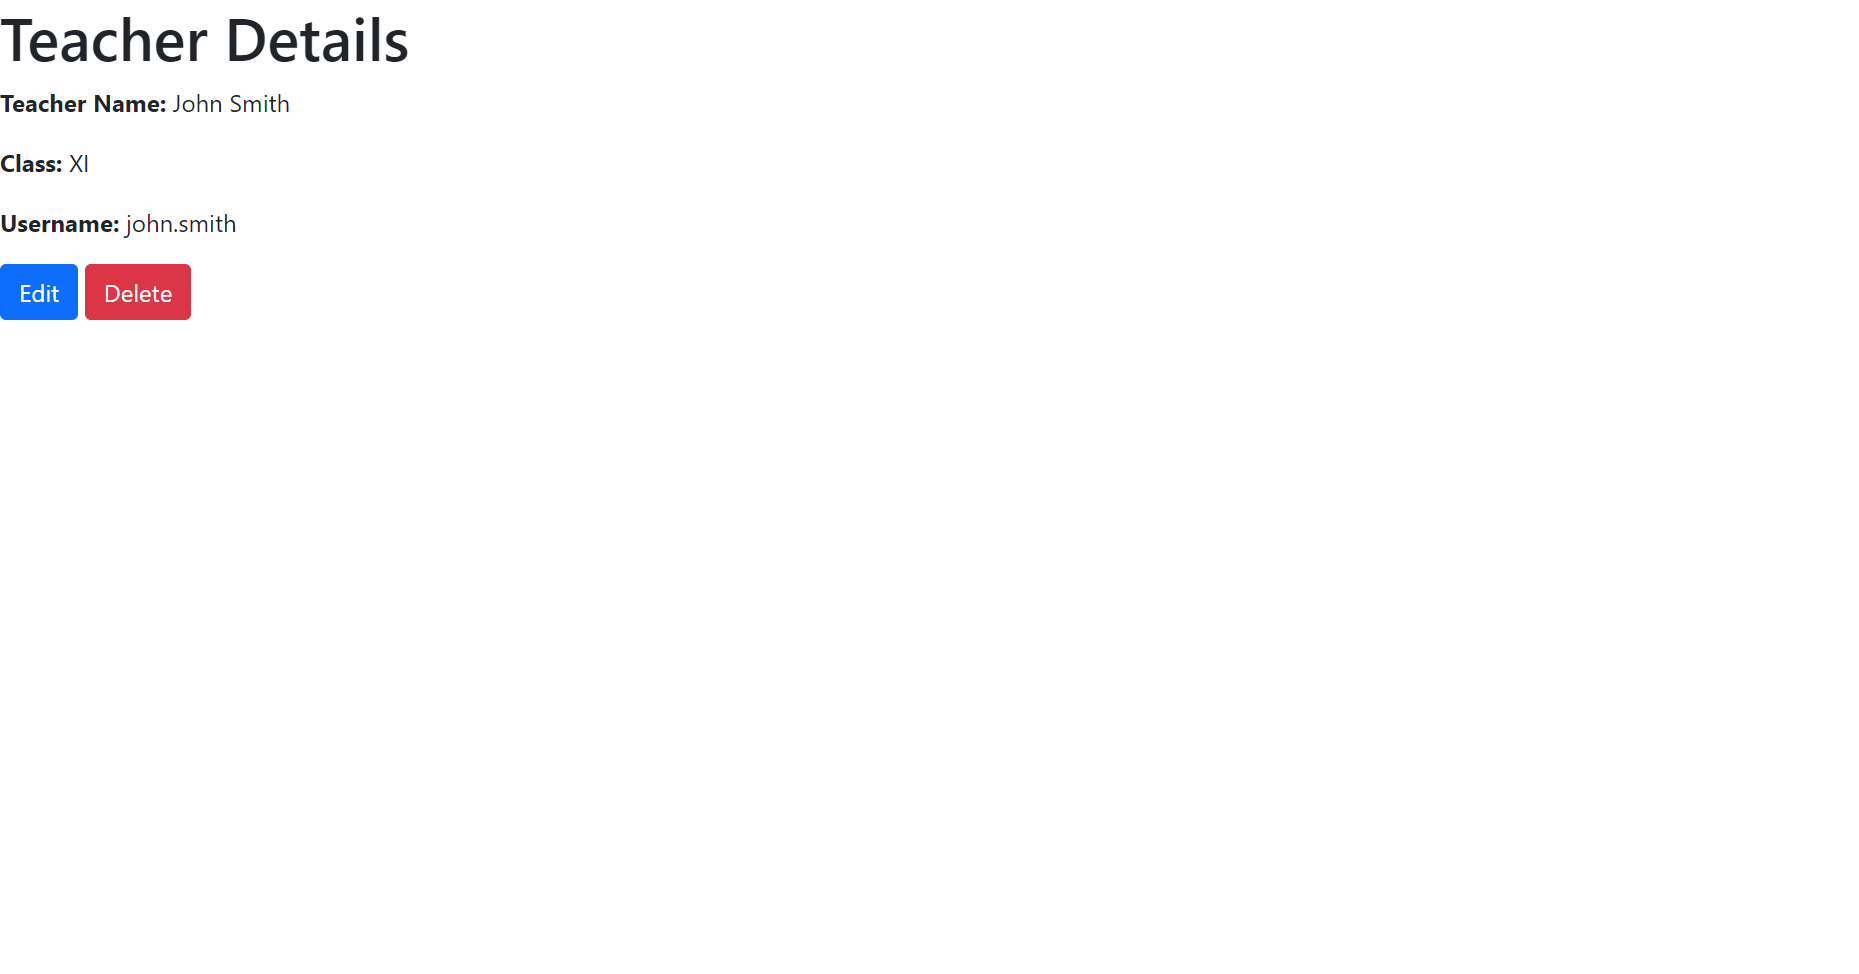 Teacher Details
Teacher Name: John Smith
Class: XI
Username: john.smith
Edit Delete